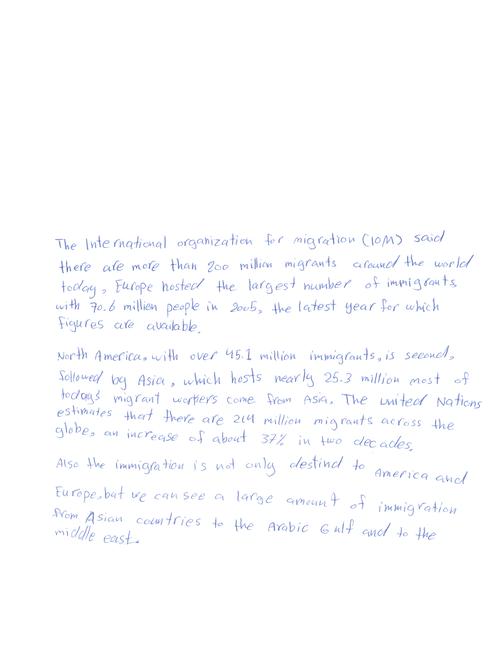 The International organization for migration (IOM) said
there are more than 200 million migrants around the world
today, Europe hosted the largest number of immigrants
with 70.6 million people in 2005, the latest year for which
figures are available.
North America, with over 45.1 million immigrants, is second,
followed by Asia, which hosts nearly 25.3 million most of
today's migrant workers come from Asia. The united Nations
estimates that there are 214 million migrants across the
globe, an increase of about 37% in two decades.
Also the immigration is not only destind to America and
Europe, but we can see a large amount of immigration
from Asian countries to the Arabic Gulf and to the
middle east.